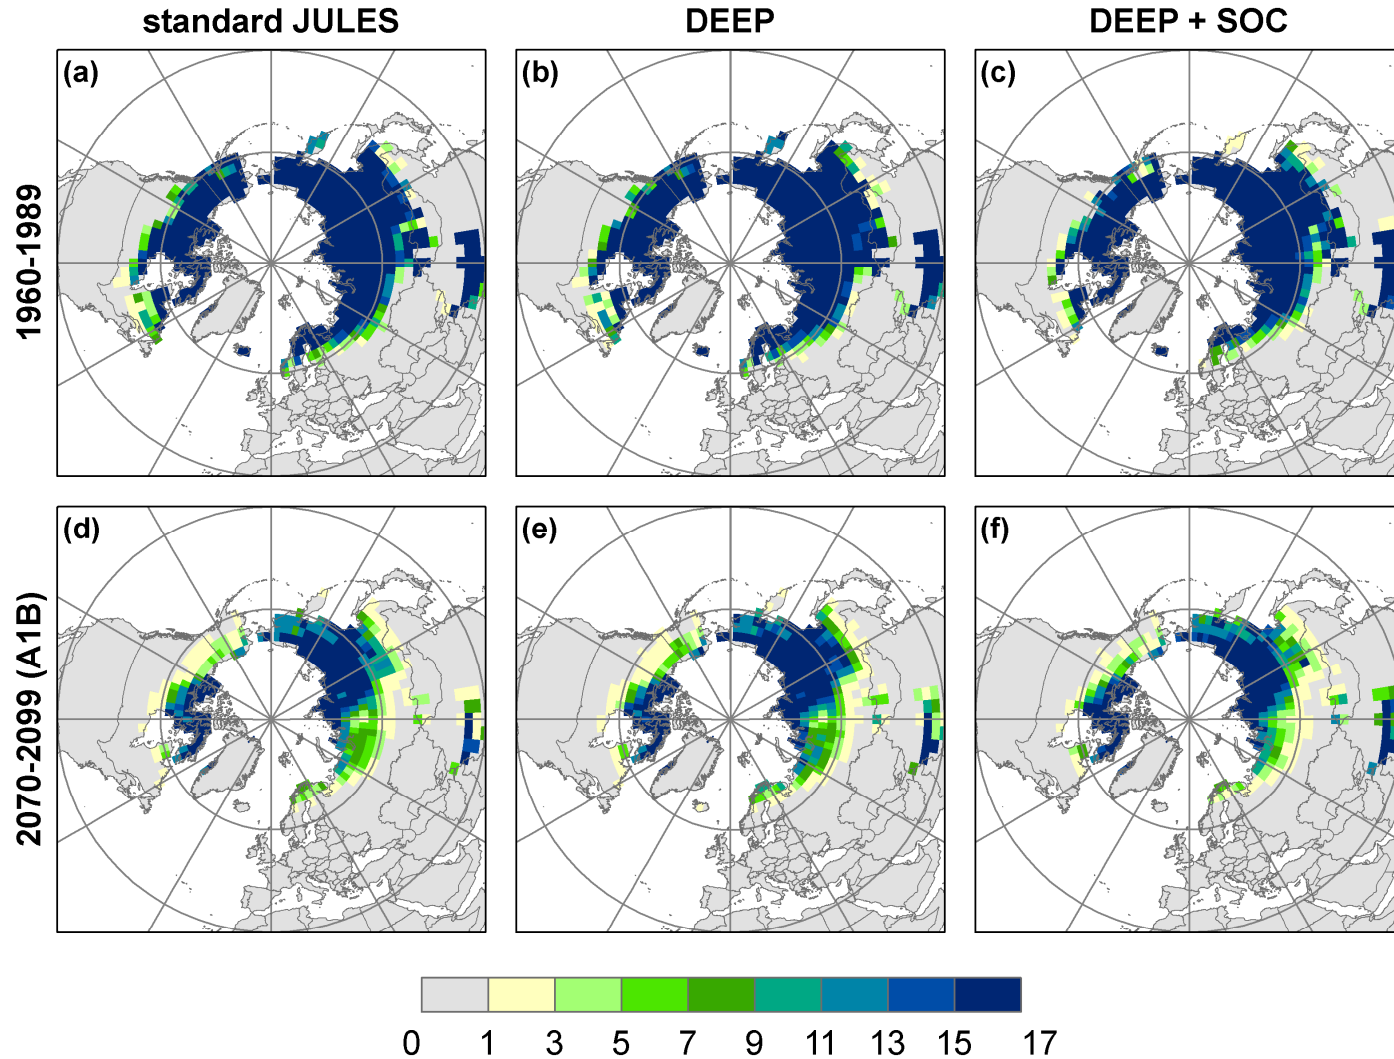 standard JULES DEEP DEEP + SOC
1960-1989
(a) (b) (c)
2070-2099 (A1B)
(d) (e) (f)
0 1 3 5 7 9 11 13 15 17